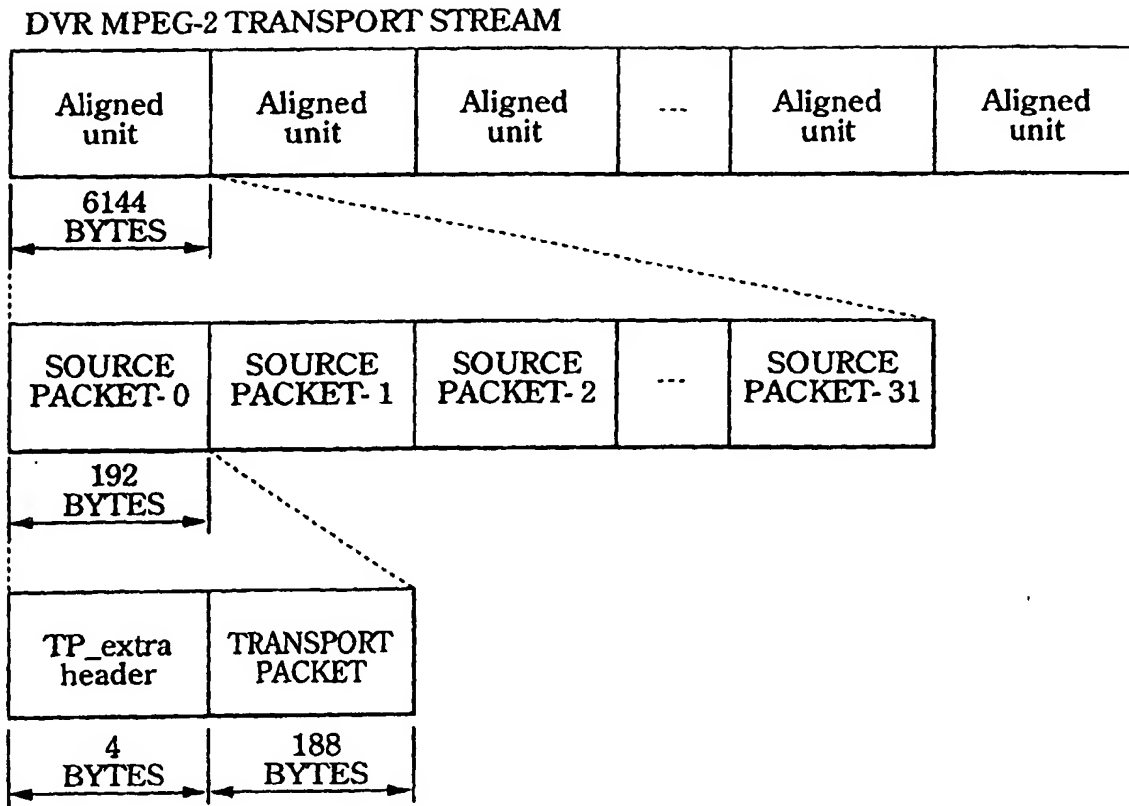 DVR MPEG-2 TRANSPORT STREAM
Aligned unit
Aligned unit
Aligned unit
---
Aligned unit
Aligned unit
6144 BYTES
SOURCE PACKET- 0
SOURCE PACKET- 1
SOURCE PACKET- 2
---
SOURCE PACKET- 31
192 BYTES
TP_extra header
TRANSPORT PACKET
4 BYTES
188 BYTES